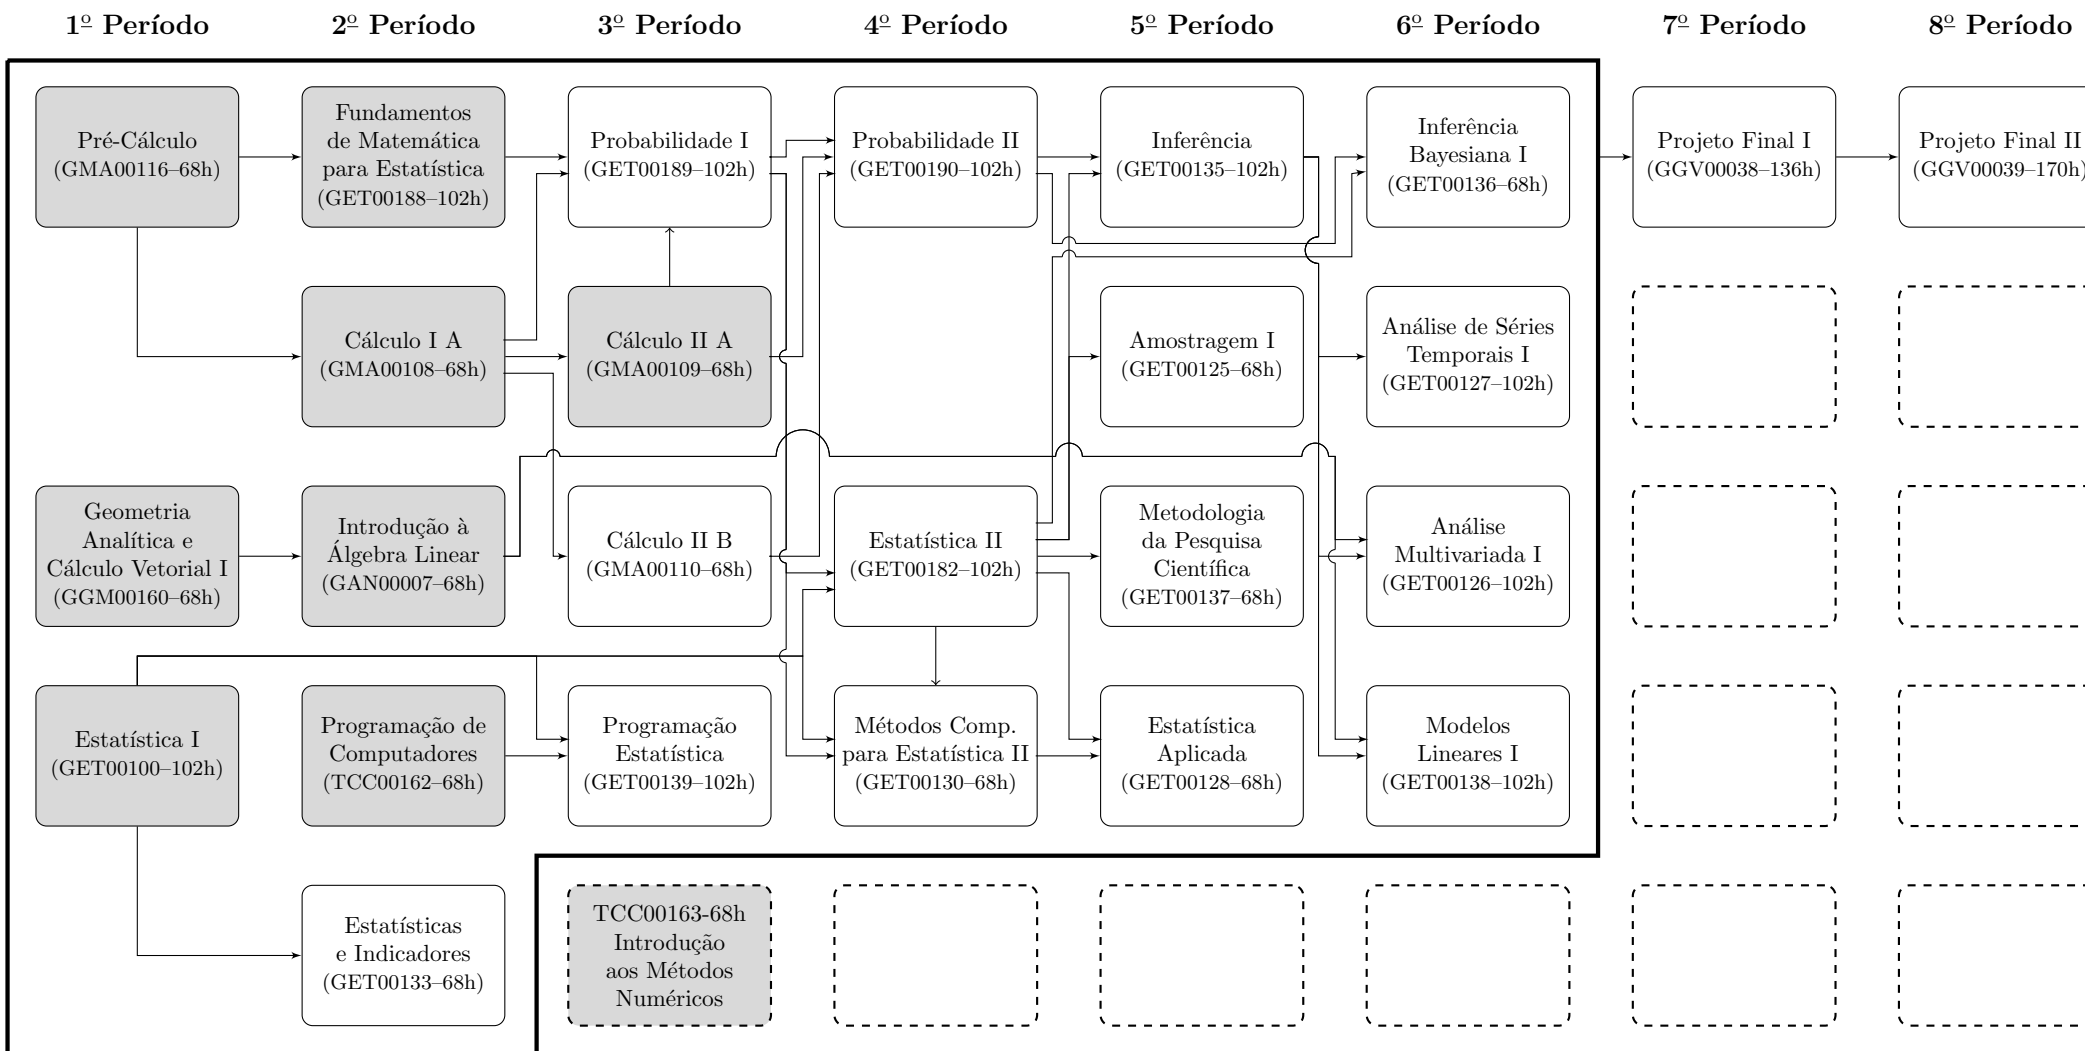 1º Período
2º Período
3º Período
4º Período
5º Período
6º Período
7º Período
8º Período
Pré-Cálculo
(GMA00116–68h)
Fundamentos
de Matemática
para Estatística
(GET00188–102h)
Probabilidade I
(GET00189–102h)
Probabilidade II
(GET00190–102h)
Inferência
(GET00135–102h)
Inferência
Bayesiana I
(GET00136–68h)
Projeto Final I
(GGV00038–136h)
Projeto Final II
(GGV00039–170h)
Cálculo I A
(GMA00108–68h)
Cálculo II A
(GMA00109–68h)
Amostragem I
(GET00125–68h)
Análise de Séries
Temporais I
(GET00127–102h)
Geometria
Analítica e
Cálculo Vetorial I
(GGM00160–68h)
Introdução à
Álgebra Linear
(GAN00007–68h)
Cálculo II B
(GMA00110–68h)
Estatística II
(GET00182–102h)
Metodologia
da Pesquisa
Científica
(GET00137–68h)
Análise
Multivariada I
(GET00126–102h)
Estatística I
(GET00100–102h)
Programação de
Computadores
(TCC00162–68h)
Programação
Estatística
(GET00139–102h)
Métodos Comp.
para Estatística II
(GET00130–68h)
Estatística
Aplicada
(GET00128–68h)
Modelos
Lineares I
(GET00138–102h)
Estatísticas
e Indicadores
(GET00133–68h)
TCC00163-68h
Introdução
aos Métodos
Numéricos